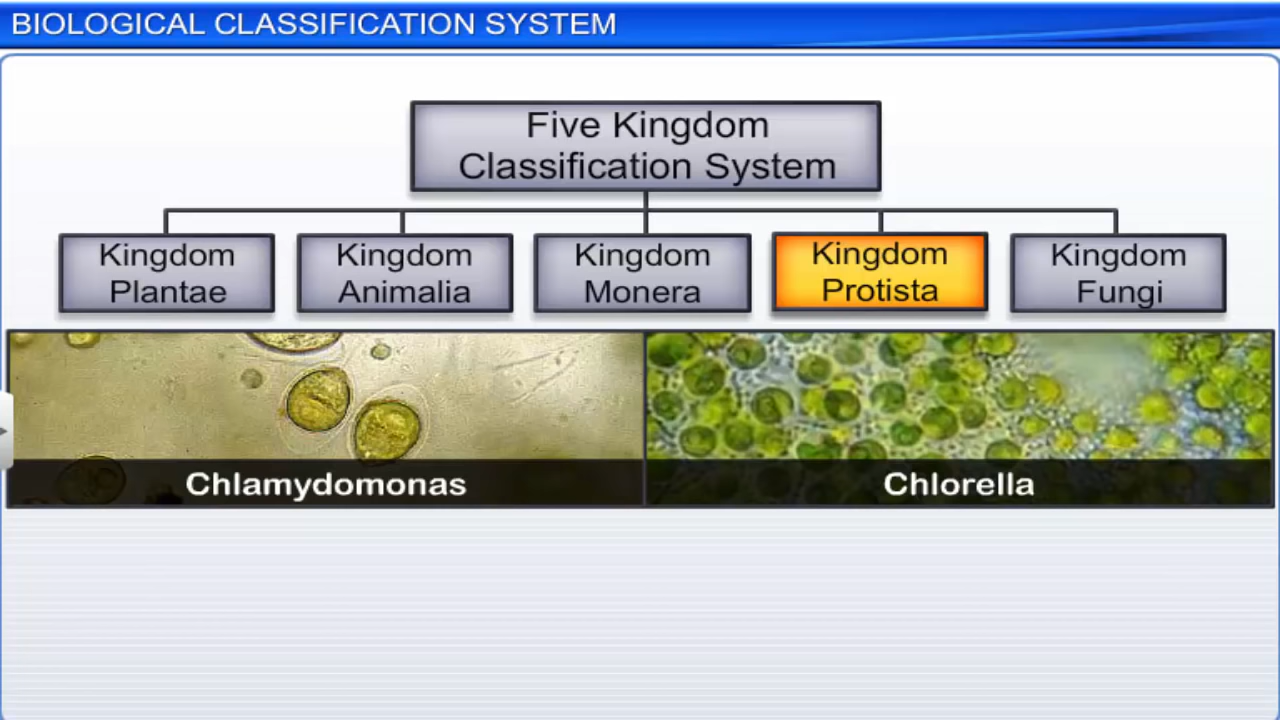 BIOLOGICAL CLASSIFICATION SYSTEM
Five Kingdom
Classification System
Kingdom
Plantae
Kingdom
Animalia
Kingdom
Monera
Kingdom
Protista
Kingdom
Fungi
Chlamydomonas
Chlorella